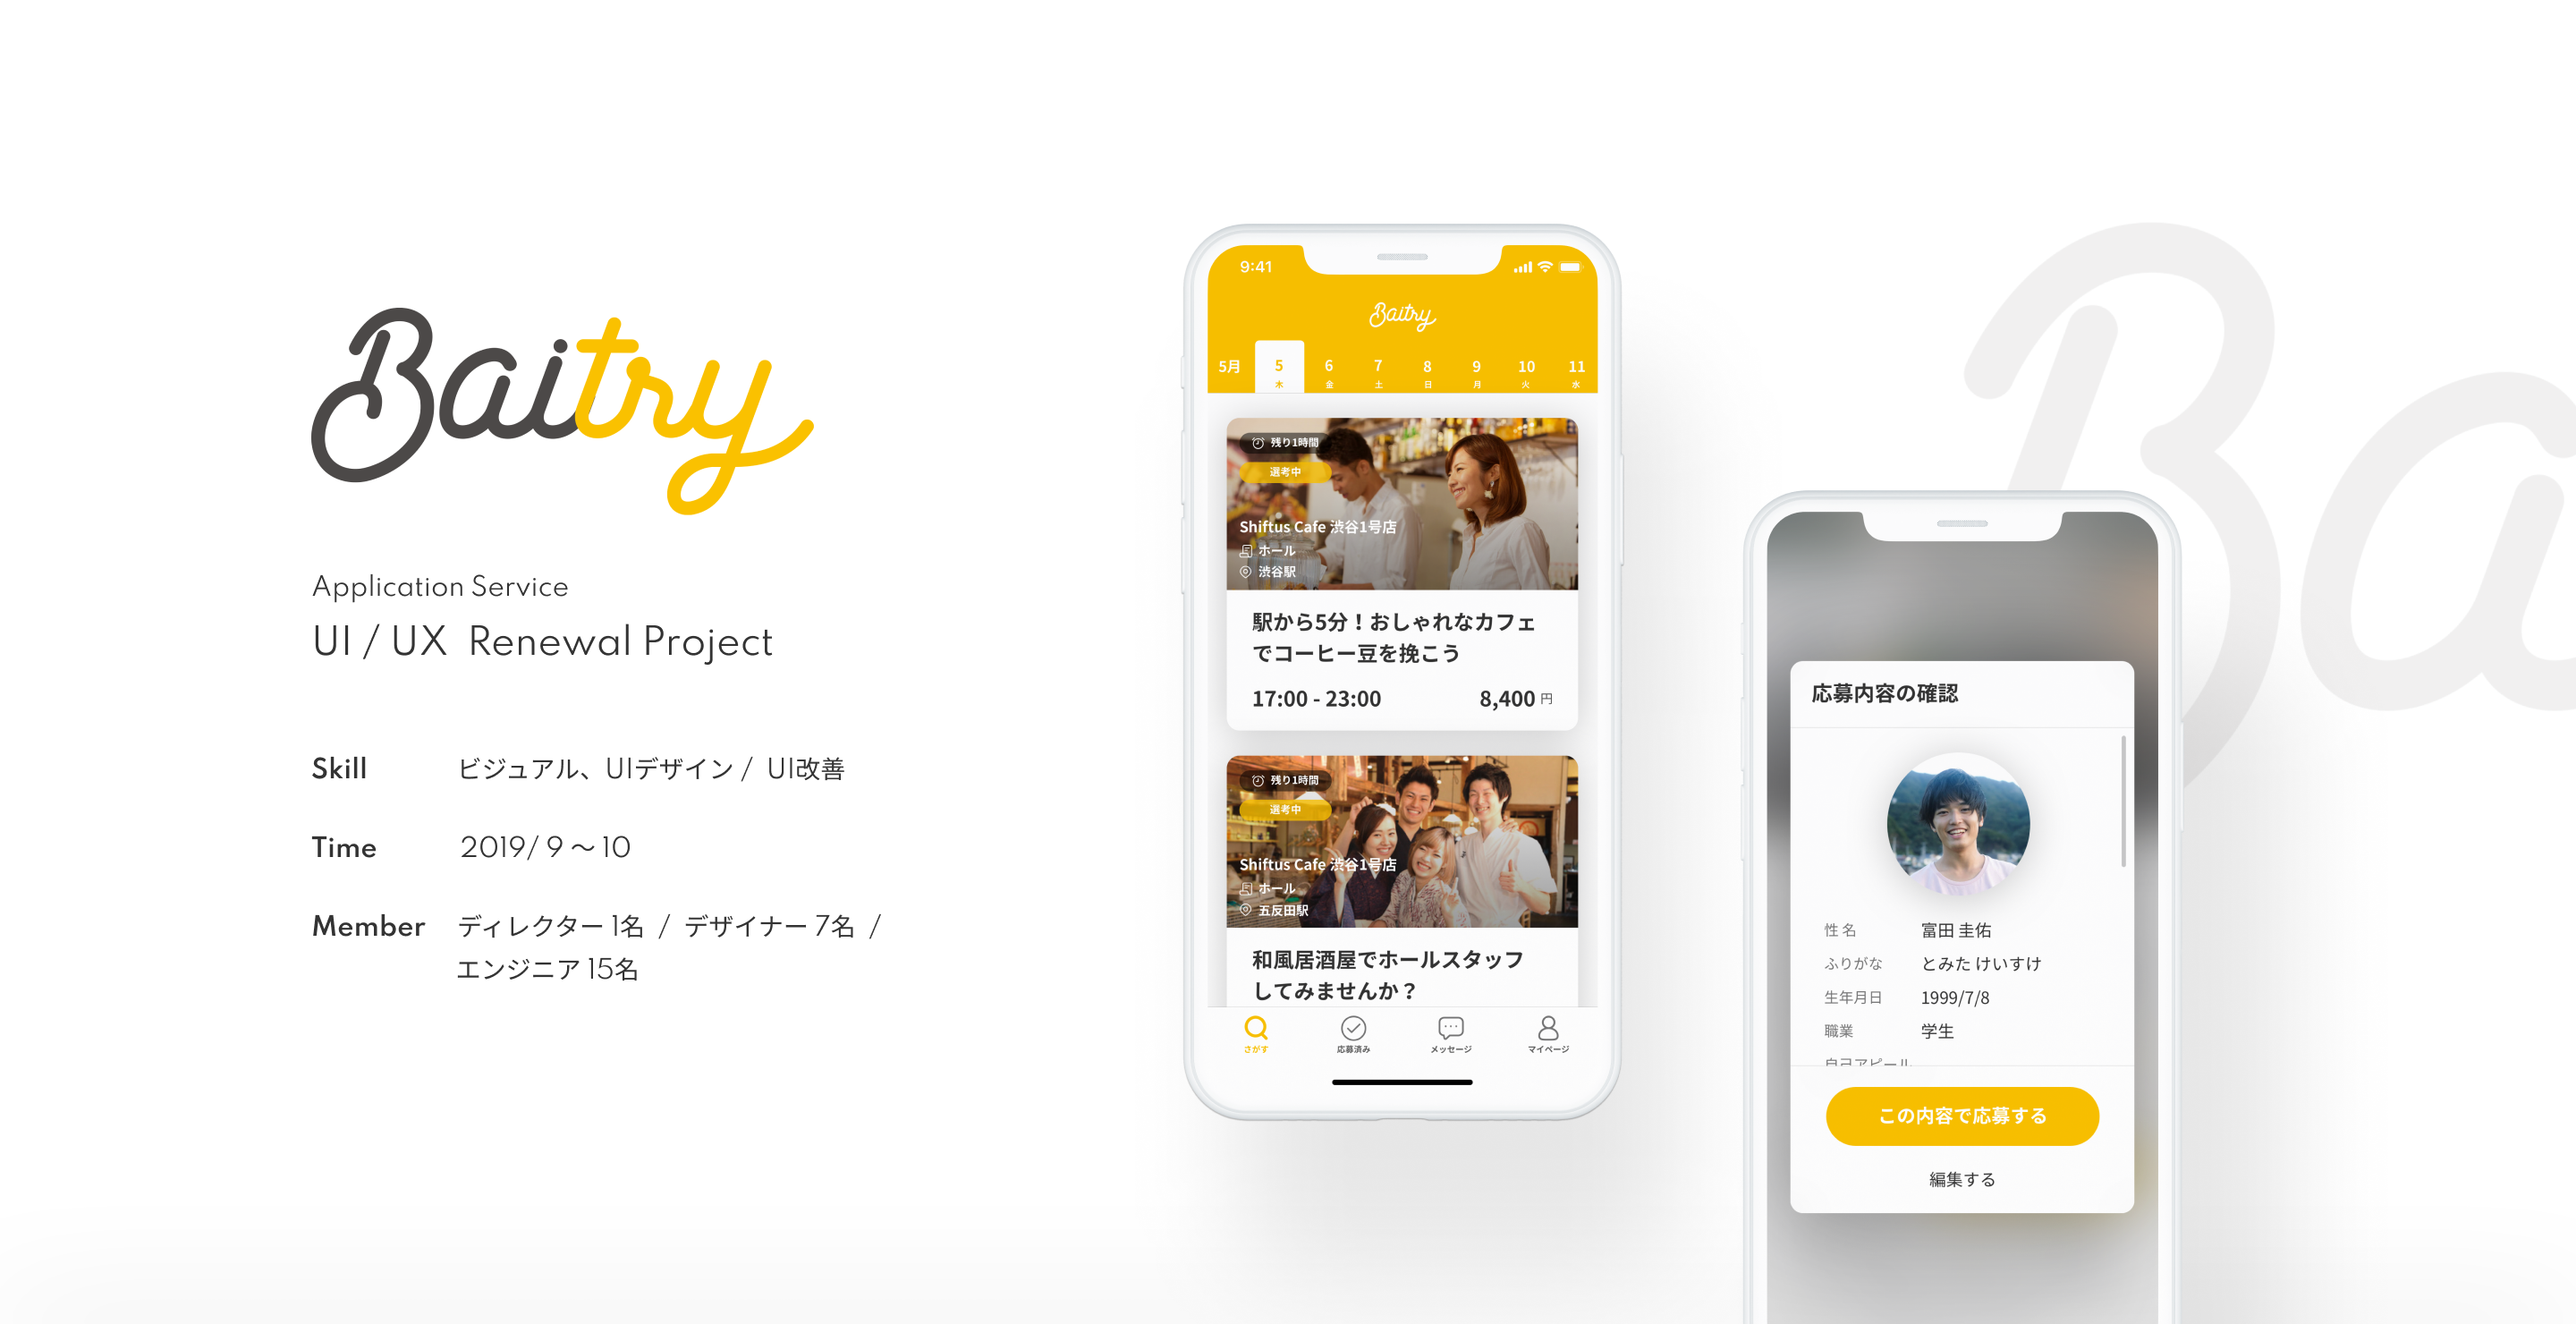 Baitry
Application Service
UI / UX Renewal Project
Skill ビジュアル、UIデザイン / UI改善
Time 2019/ 9 〜 10
Member ディレクター 1名 / デザイナー 7名 /
エンジニア 15名
9:41
Baitry
5月 5 6 7 8 9 10 11
木 金 土 日 月 火 水
残り1時間
選考中
Shiftus Cafe 渋谷1号店
ホール
渋谷駅
駅から5分！おしゃれなカフェ
でコーヒー豆を挽こう
17:00 - 23:00 8,400 円
残り1時間
選考中
Shiftus Cafe 渋谷1号店
ホール
五反田駅
和風居酒屋でホールスタッフ
してみませんか？
さがす 応募済み メッセージ マイページ
Ba
応募内容の確認
性 名 富田 圭佑
ふりがな とみた けいすけ
生年月日 1999/7/8
職業 学生
自己アピール
この内容で応募する
編集する